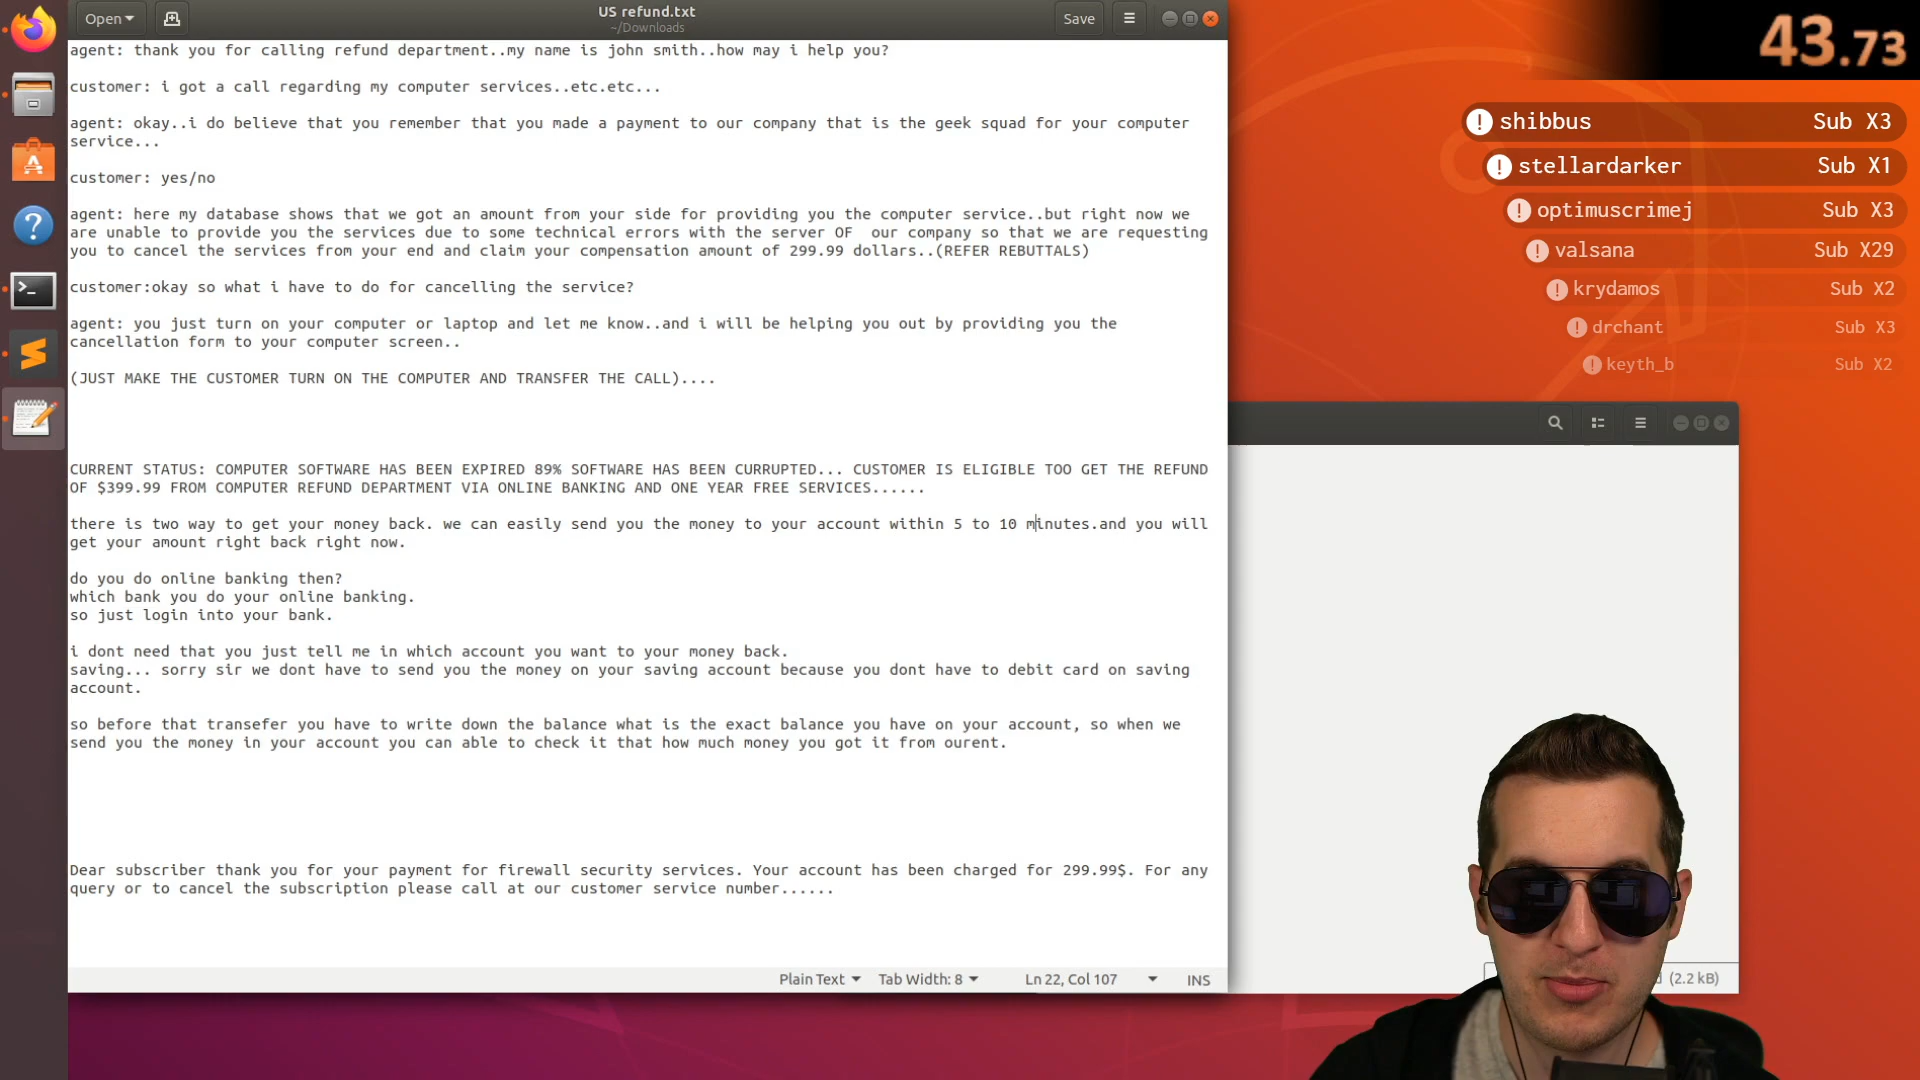 Open
US refund.txt
~/Downloads
Save
43.73
agent: thank you for calling refund department..my name is john smith..how may i help you?
customer: i got a call regarding my computer services..etc.etc...
agent: okay..i do believe that you remember that you made a payment to our company that is the geek squad for your computer
service...
customer: yes/no
agent: here my database shows that we got an amount from your side for providing you the computer service..but right now we
are unable to provide you the services due to some technical errors with the server OF  our company so that we are requesting
you to cancel the services from your end and claim your compensation amount of 299.99 dollars..(REFER REBUTTALS)
customer:okay so what i have to do for cancelling the service?
agent: you just turn on your computer or laptop and let me know..and i will be helping you out by providing you the
cancellation form to your computer screen..
(JUST MAKE THE CUSTOMER TURN ON THE COMPUTER AND TRANSFER THE CALL)....
CURRENT STATUS: COMPUTER SOFTWARE HAS BEEN EXPIRED 89% SOFTWARE HAS BEEN CURRUPTED... CUSTOMER IS ELIGIBLE TOO GET THE REFUND
OF $399.99 FROM COMPUTER REFUND DEPARTMENT VIA ONLINE BANKING AND ONE YEAR FREE SERVICES......
there is two way to get your money back. we can easily send you the money to your account within 5 to 10 minutes.and you will
get your amount right back right now.
do you do online banking then?
which bank you do your online banking.
so just login into your bank.
i dont need that you just tell me in which account you want to your money back.
saving... sorry sir we dont have to send you the money on your saving account because you dont have to debit card on saving
account.
so before that transefer you have to write down the balance what is the exact balance you have on your account, so when we
send you the money in your account you can able to check it that how much money you got it from ourent.
Dear subscriber thank you for your payment for firewall security services. Your account has been charged for 299.99$. For any
query or to cancel the subscription please call at our customer service number......
Plain Text Tab Width: 8 Ln 22, Col 107 INS
shibbus Sub X3
stellardarker Sub X1
optimuscrimej Sub X3
valsana Sub X29
krydamos Sub X2
drchant Sub X3
keyth_b Sub X2
(2.2 kB)